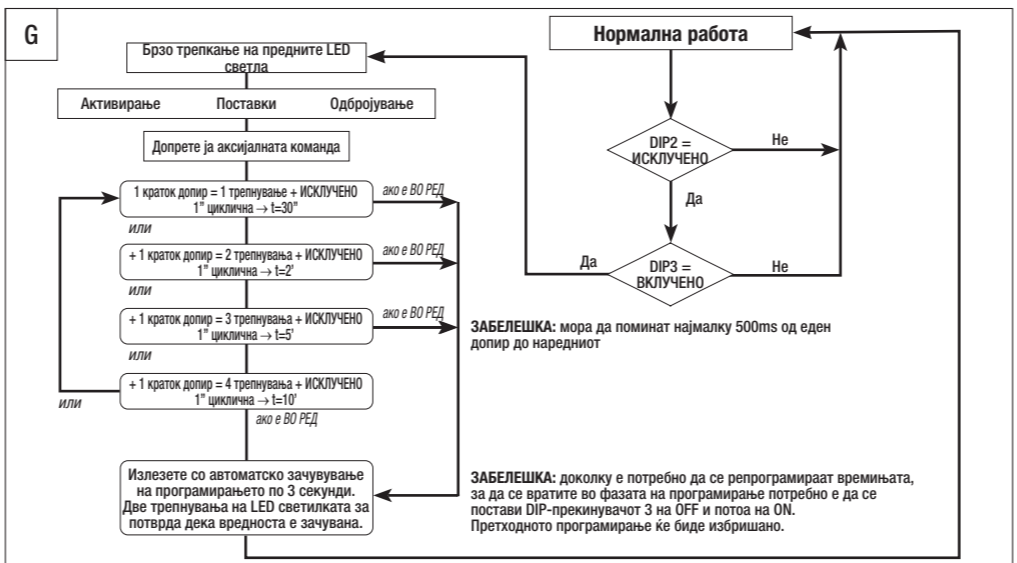 G
Брзо трепкање на предните LED
светла
Активирање Поставки Одбројување
Допрете ја аксијалната команда
1 краток допир = 1 трепнување + ИСКЛУЧЕНО
1” циклична → t=30”
ако е ВО РЕД
или
+ 1 краток допир = 2 трепнувања + ИСКЛУЧЕНО
1” циклична → t=2’
ако е ВО РЕД
или
+ 1 краток допир = 3 трепнувања + ИСКЛУЧЕНО
1” циклична → t=5’
ако е ВО РЕД
или
+ 1 краток допир = 4 трепнувања + ИСКЛУЧЕНО
1” циклична → t=10’
или
ако е ВО РЕД
Излезете со автоматско зачувување
на програмирањето по 3 секунди.
Две трепнувања на LED светилката за
потврда дека вредноста е зачувана.
Нормална работа
DIP2 =
ИСКЛУЧЕНО
Не
Да
DIP3 =
ВКЛУЧЕНО
Да
Не
ЗАБЕЛЕШКА: мора да поминат најмалку 500ms од еден
допир до наредниот
ЗАБЕЛЕШКА: доколку е потребно да се репрограмираат времињата,
за да се вратите во фазата на програмирање потребно е да се
постави DIP-прекинувачот 3 на OFF и потоа на ON.
Претходното програмирање ќе биде избришано.